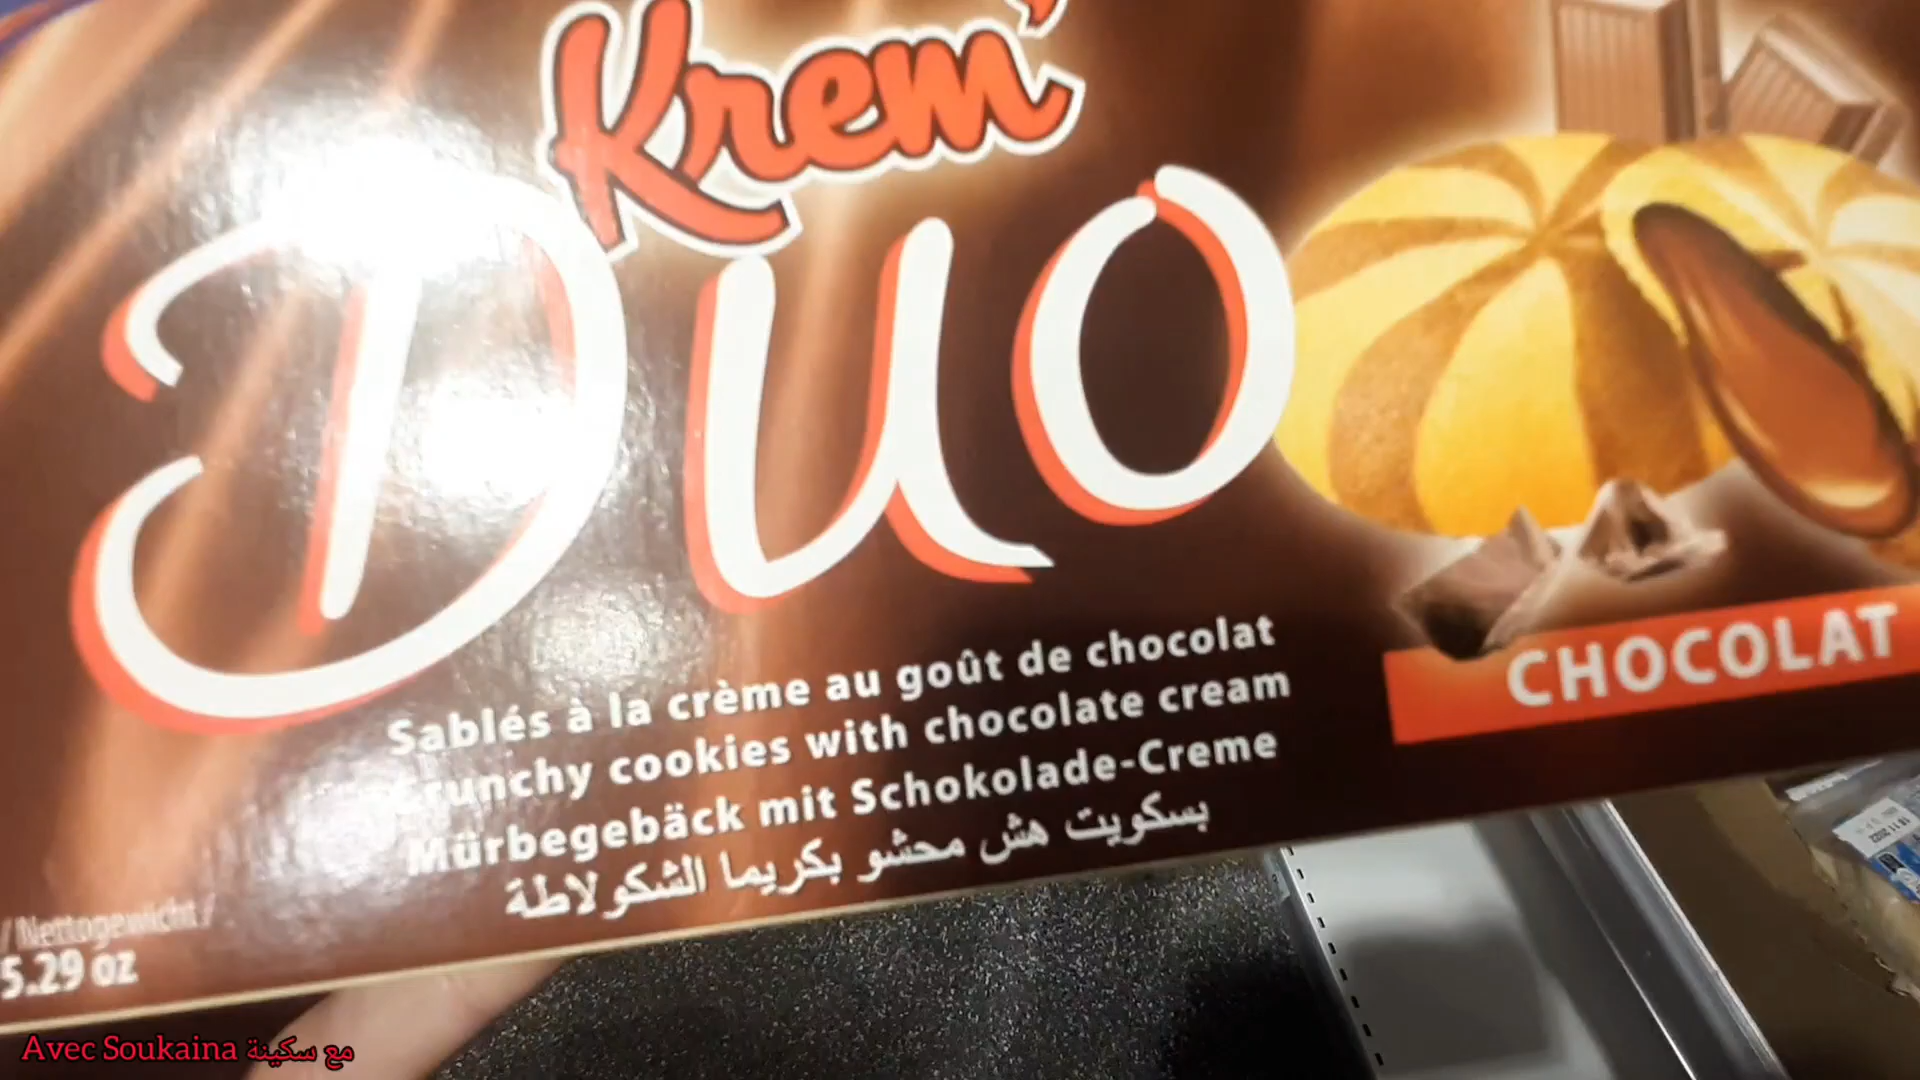 Krem'
Duo
Sablés à la crème au goût de chocolat
Crunchy cookies with chocolate cream
Mürbegebäck mit Schokolade-Creme
بسكويت هش محشو بكريما الشكولاطة
CHOCOLAT
/ Nettogewicht /
5.29 oz
Avec Soukaina مع سكينة